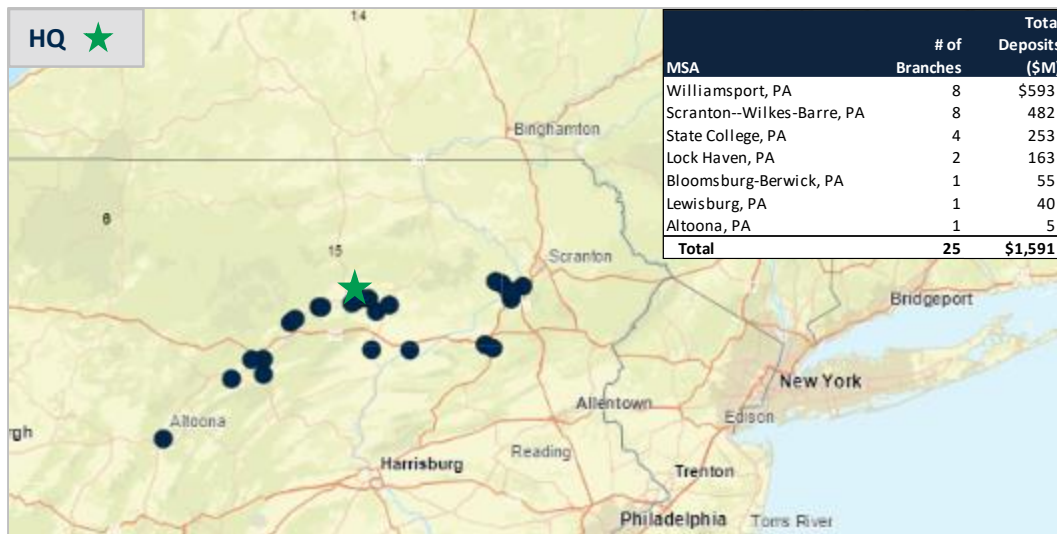 HQ
14
Total
# of Deposits
MSA Branches ($M)
Williamsport, PA 8 $593
Scranton--Wilkes-Barre, PA 8 482
State College, PA 4 253
Lock Haven, PA 2 163
Bloomsburg-Berwick, PA 1 55
Lewisburg, PA 1 40
Altoona, PA 1 5
Total 25 $1,591
Binghamton
6
15
Scranton
Bridgeport
New York
Allentown
Edison
Altoona
rgh
Reading
Harrisburg
Trenton
Philadelphia
Toms River